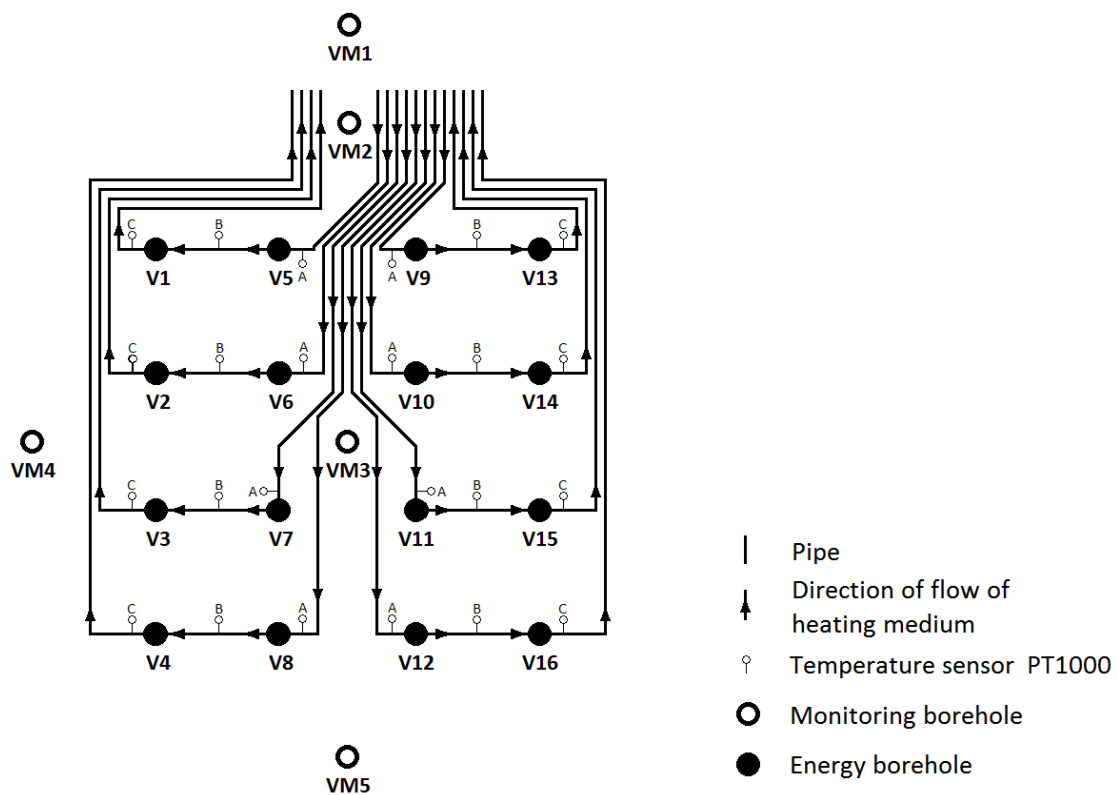 VM1
VM2
C
B
B
C
V1
V5
A
A
V9
V13
C
B
A
A
B
C
V2
V6
V10
V14
VM4
VM3
C
B
A
A
B
C
V3
V7
V11
V15
C
B
A
A
B
C
V4
V8
V12
V16
VM5
Pipe
Direction of flow of
heating medium
Temperature sensor PT1000
Monitoring borehole
Energy borehole